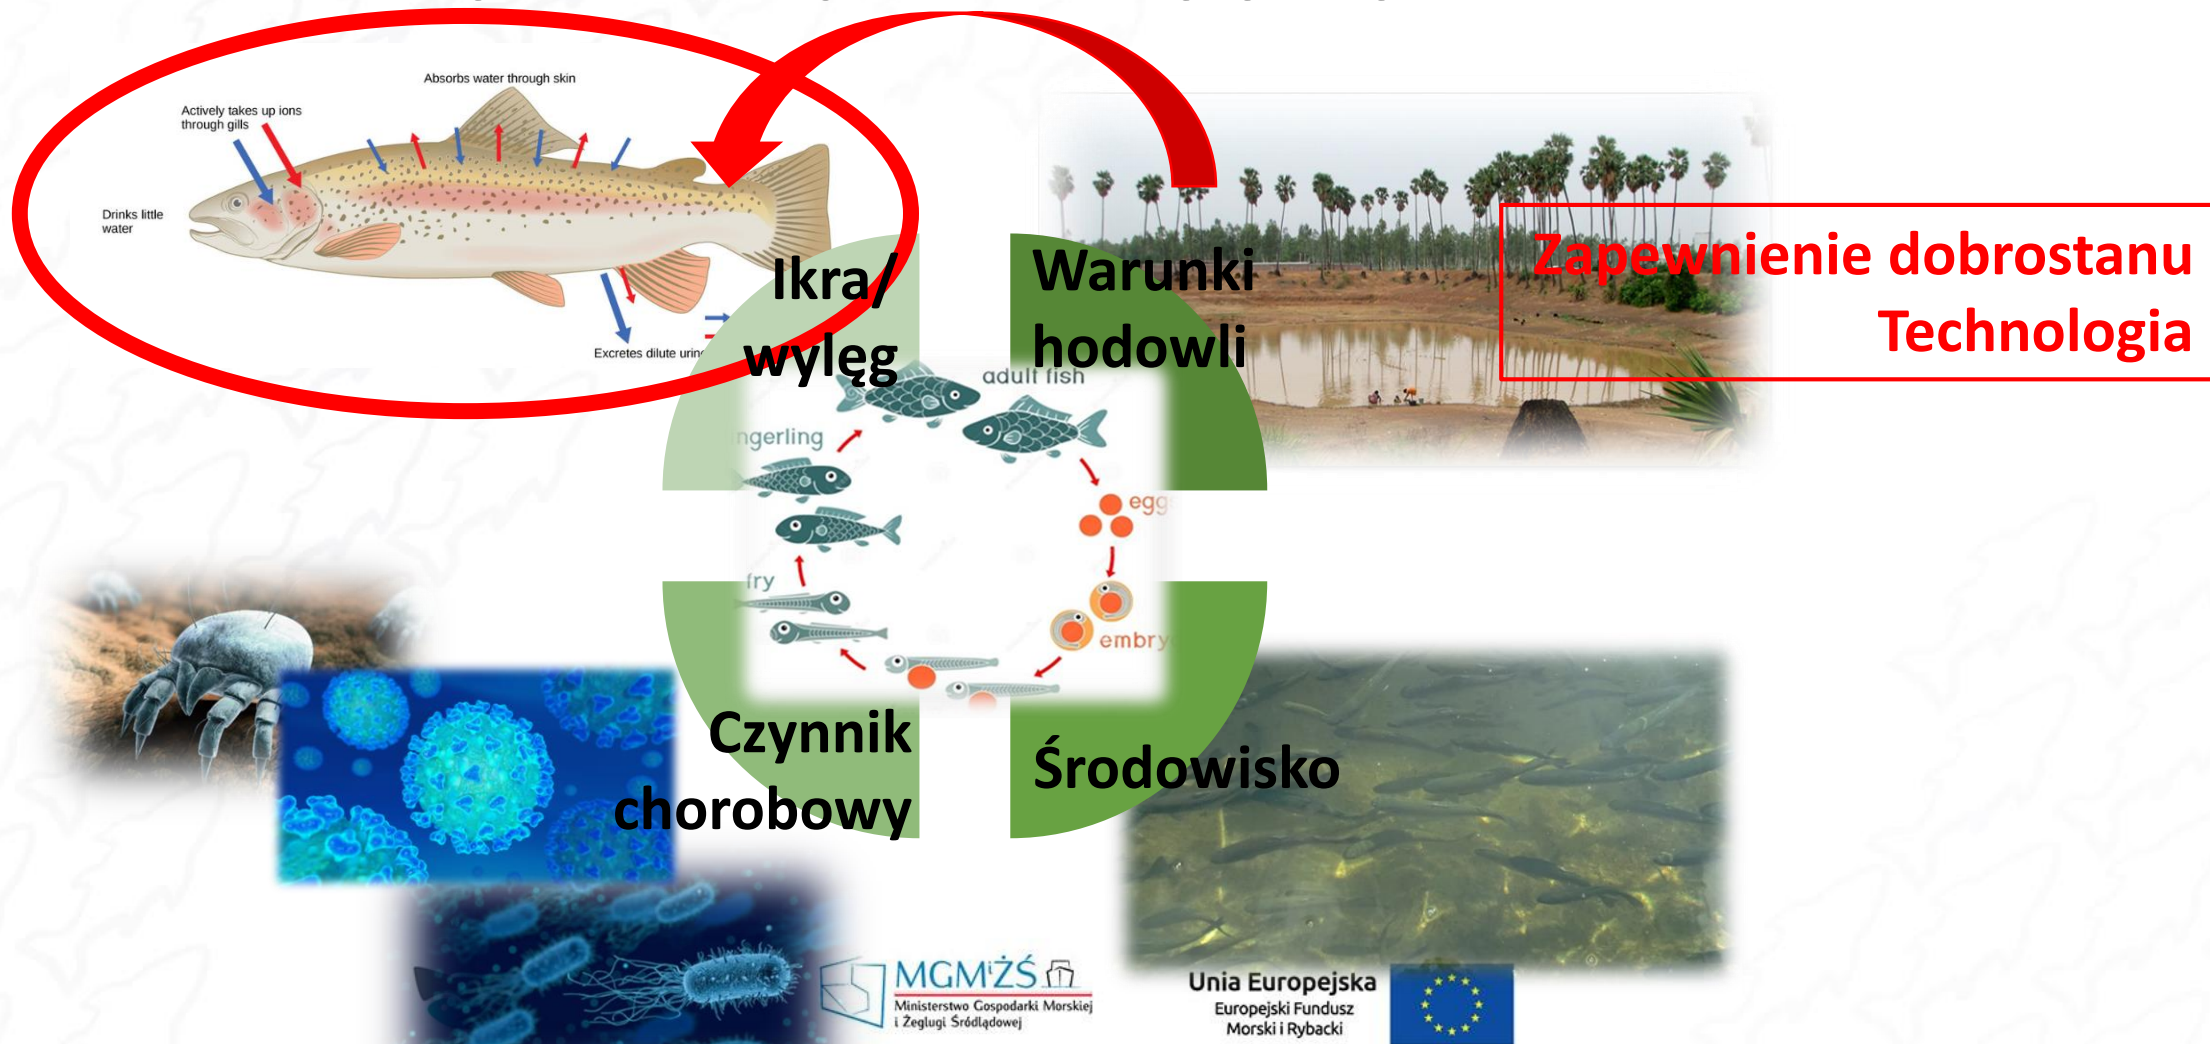 Absorbs water through skin
Actively takes up ions
through gills
Drinks little
water
Excretes dilute urine
Ikra/
wylęg
Warunki
hodowli
Zapewnienie dobrostanu
Technologia
adult fish
ngerling
egg
fry
embry
Czynnik
chorobowy
Środowisko
MGMiŻŚ
Ministerstwo Gospodarki Morskiej
i Żeglugi Śródlądowej
Unia Europejska
Europejski Fundusz
Morski i Rybacki